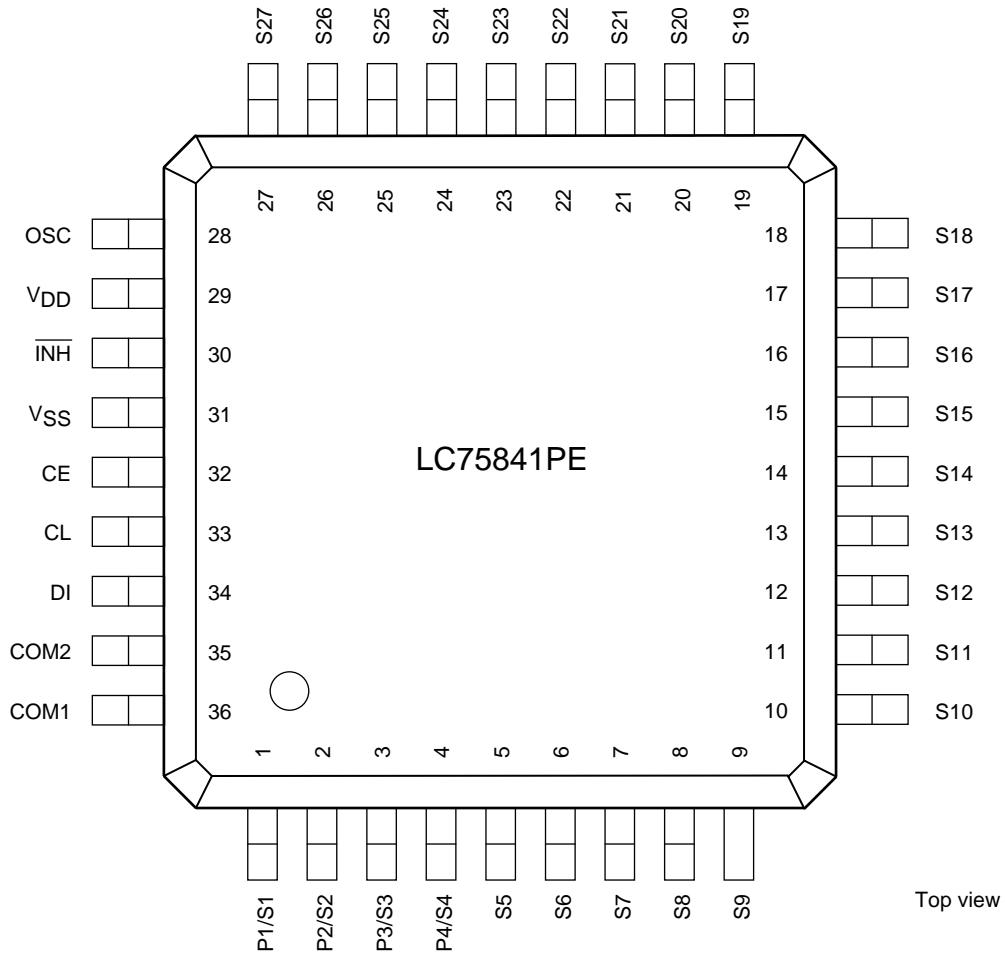 S27
S26
S25
S24
S23
S22
S21
S20
S19
27
26
25
24
23
22
21
20
19
OSC
28
18
S18
VDD
29
17
S17
INH
30
16
S16
VSS
31
15
S15
CE
32
LC75841PE
14
S14
CL
33
13
S13
DI
34
12
S12
COM2
35
11
S11
COM1
36
10
S10
1
2
3
4
5
6
7
8
9
P1/S1
P2/S2
P3/S3
P4/S4
S5
S6
S7
S8
S9
Top view